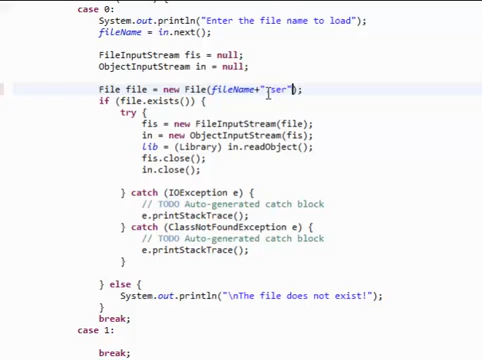 case 0:
System.out.println("Enter the file name to load");
fileName = in.next();
FileInputStream fis = null;
ObjectInputStream in = null;
File file = new File(fileName+".ser");
if (file.exists()) {
try {
fis = new FileInputStream(file);
in = new ObjectInputStream(fis);
lib = (Library) in.readObject();
fis.close();
in.close();
} catch (IOException e) {
// TODO Auto-generated catch block
e.printStackTrace();
} catch (ClassNotFoundException e) {
// TODO Auto-generated catch block
e.printStackTrace();
}
} else {
System.out.println("\nThe file does not exist!");
}
break;
case 1:
break;